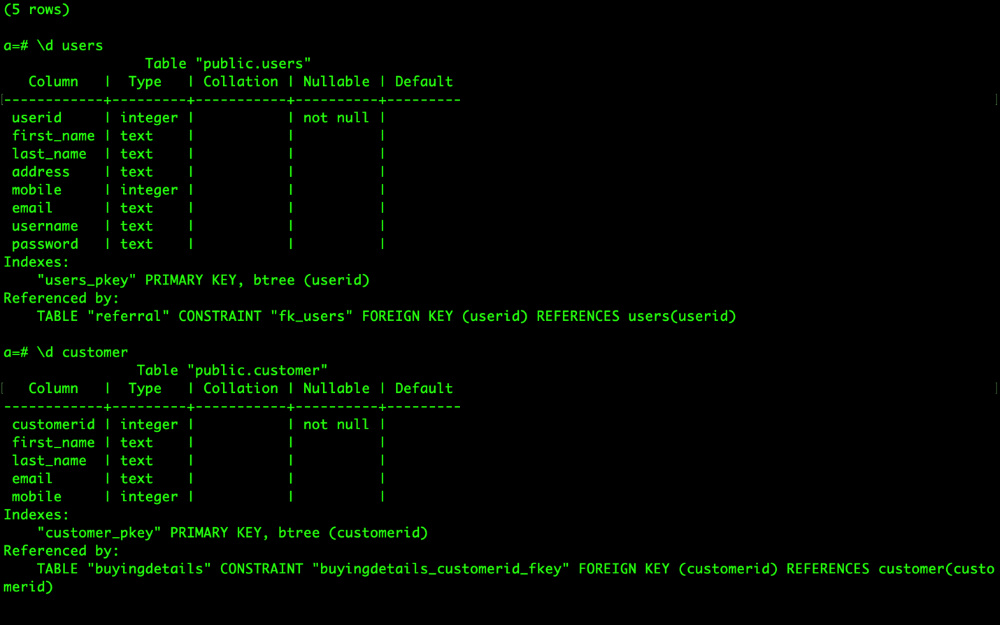 (5 rows)
a=# \d users
Table "public.users"
Column | Type | Collation | Nullable | Default
------------+---------+-----------+----------+---------
userid | integer | | not null |
first_name | text | | |
last_name | text | | |
address | text | | |
mobile | integer | | |
email | text | | |
username | text | | |
password | text | | |
Indexes:
"users_pkey" PRIMARY KEY, btree (userid)
Referenced by:
TABLE "referral" CONSTRAINT "fk_users" FOREIGN KEY (userid) REFERENCES users(userid)
a=# \d customer
Table "public.customer"
Column | Type | Collation | Nullable | Default
------------+---------+-----------+----------+---------
customerid | integer | | not null |
first_name | text | | |
last_name | text | | |
email | text | | |
mobile | integer | | |
Indexes:
"customer_pkey" PRIMARY KEY, btree (customerid)
Referenced by:
TABLE "buyingdetails" CONSTRAINT "buyingdetails_customerid_fkey" FOREIGN KEY (customerid) REFERENCES customer(custo
merid)